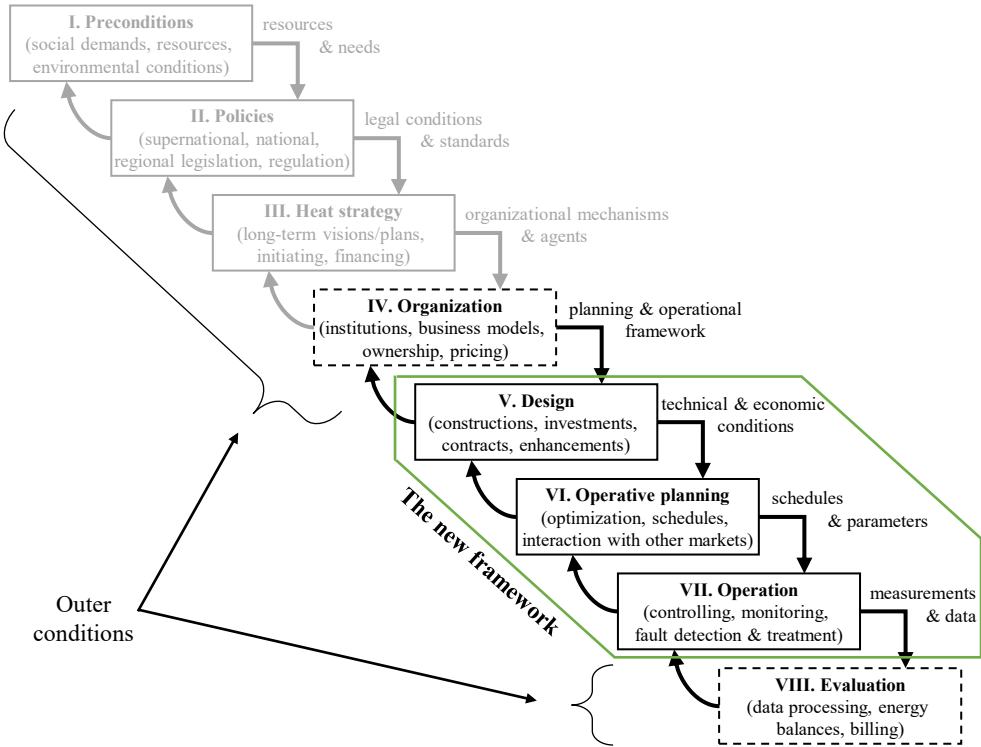 I. Preconditions
(social demands, resources,
environmental conditions)
resources
& needs
II. Policies
(supernational, national,
regional legislation, regulation)
legal conditions
& standards
III. Heat strategy
(long-term visions/plans,
initiating, financing)
organizational mechanisms
& agents
IV. Organization
(institutions, business models,
ownership, pricing)
planning & operational
framework
V. Design
(constructions, investments,
contracts, enhancements)
technical & economic
conditions
VI. Operative planning
(optimization, schedules,
interaction with other markets)
schedules
& parameters
The new framework
VII. Operation
(controlling, monitoring,
fault detection & treatment)
measurements
& data
Outer
conditions
VIII. Evaluation
(data processing, energy
balances, billing)